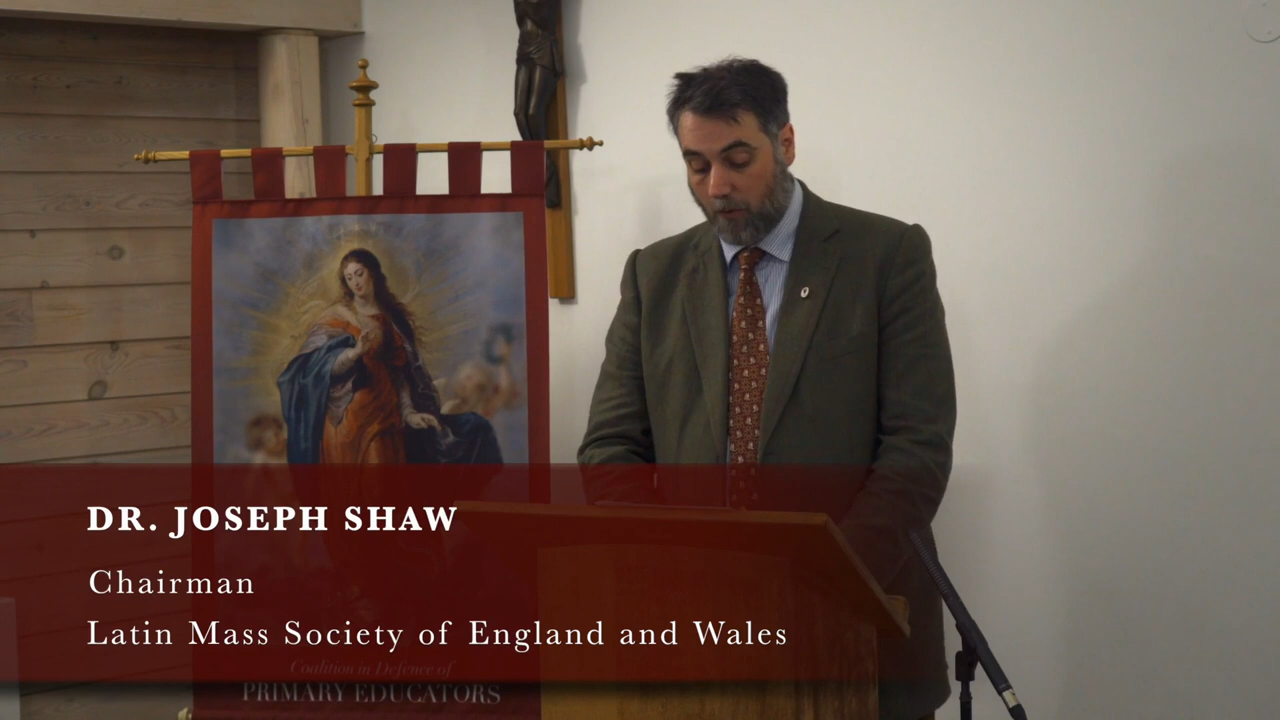 DR. JOSEPH SHAW
Chairman
Latin Mass Society of England and Wales
Coalition in Defence of
PRIMARY EDUCATORS